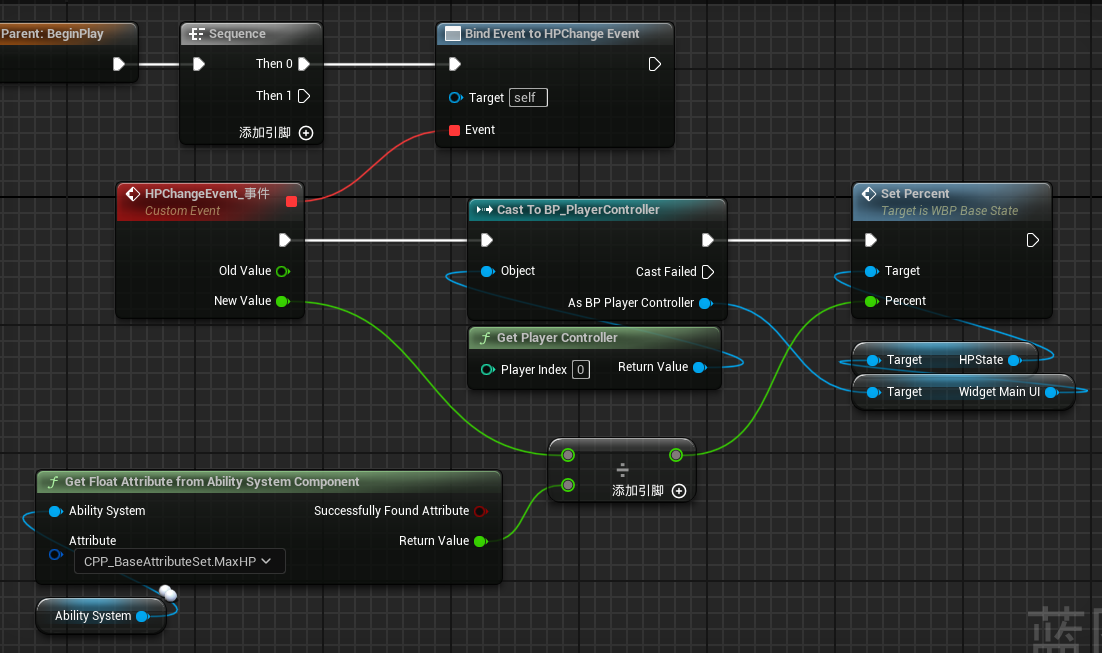 Parent: BeginPlay
Sequence
Then 0
Then 1
添加引脚
Bind Event to HPChange Event
Target self
Event
HPChangeEvent_事件
Custom Event
Old Value
New Value
Cast To BP_PlayerController
Object
Cast Failed
As BP Player Controller
Get Player Controller
Player Index 0
Return Value
Set Percent
Target is WBP Base State
Target
Percent
Target HPState
Target Widget Main UI
÷
添加引脚
Get Float Attribute from Ability System Component
Ability System
Successfully Found Attribute
Attribute
Return Value
CPP_BaseAttributeSet.MaxHP
Ability System
蓝